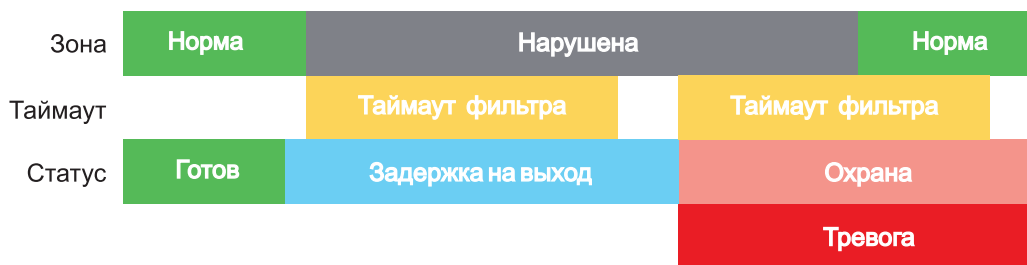 Зона Норма Нарушена Норма
Таймаут Таймаут фильтра Таймаут фильтра
Статус Готов Задержка на выход Охрана
Тревога